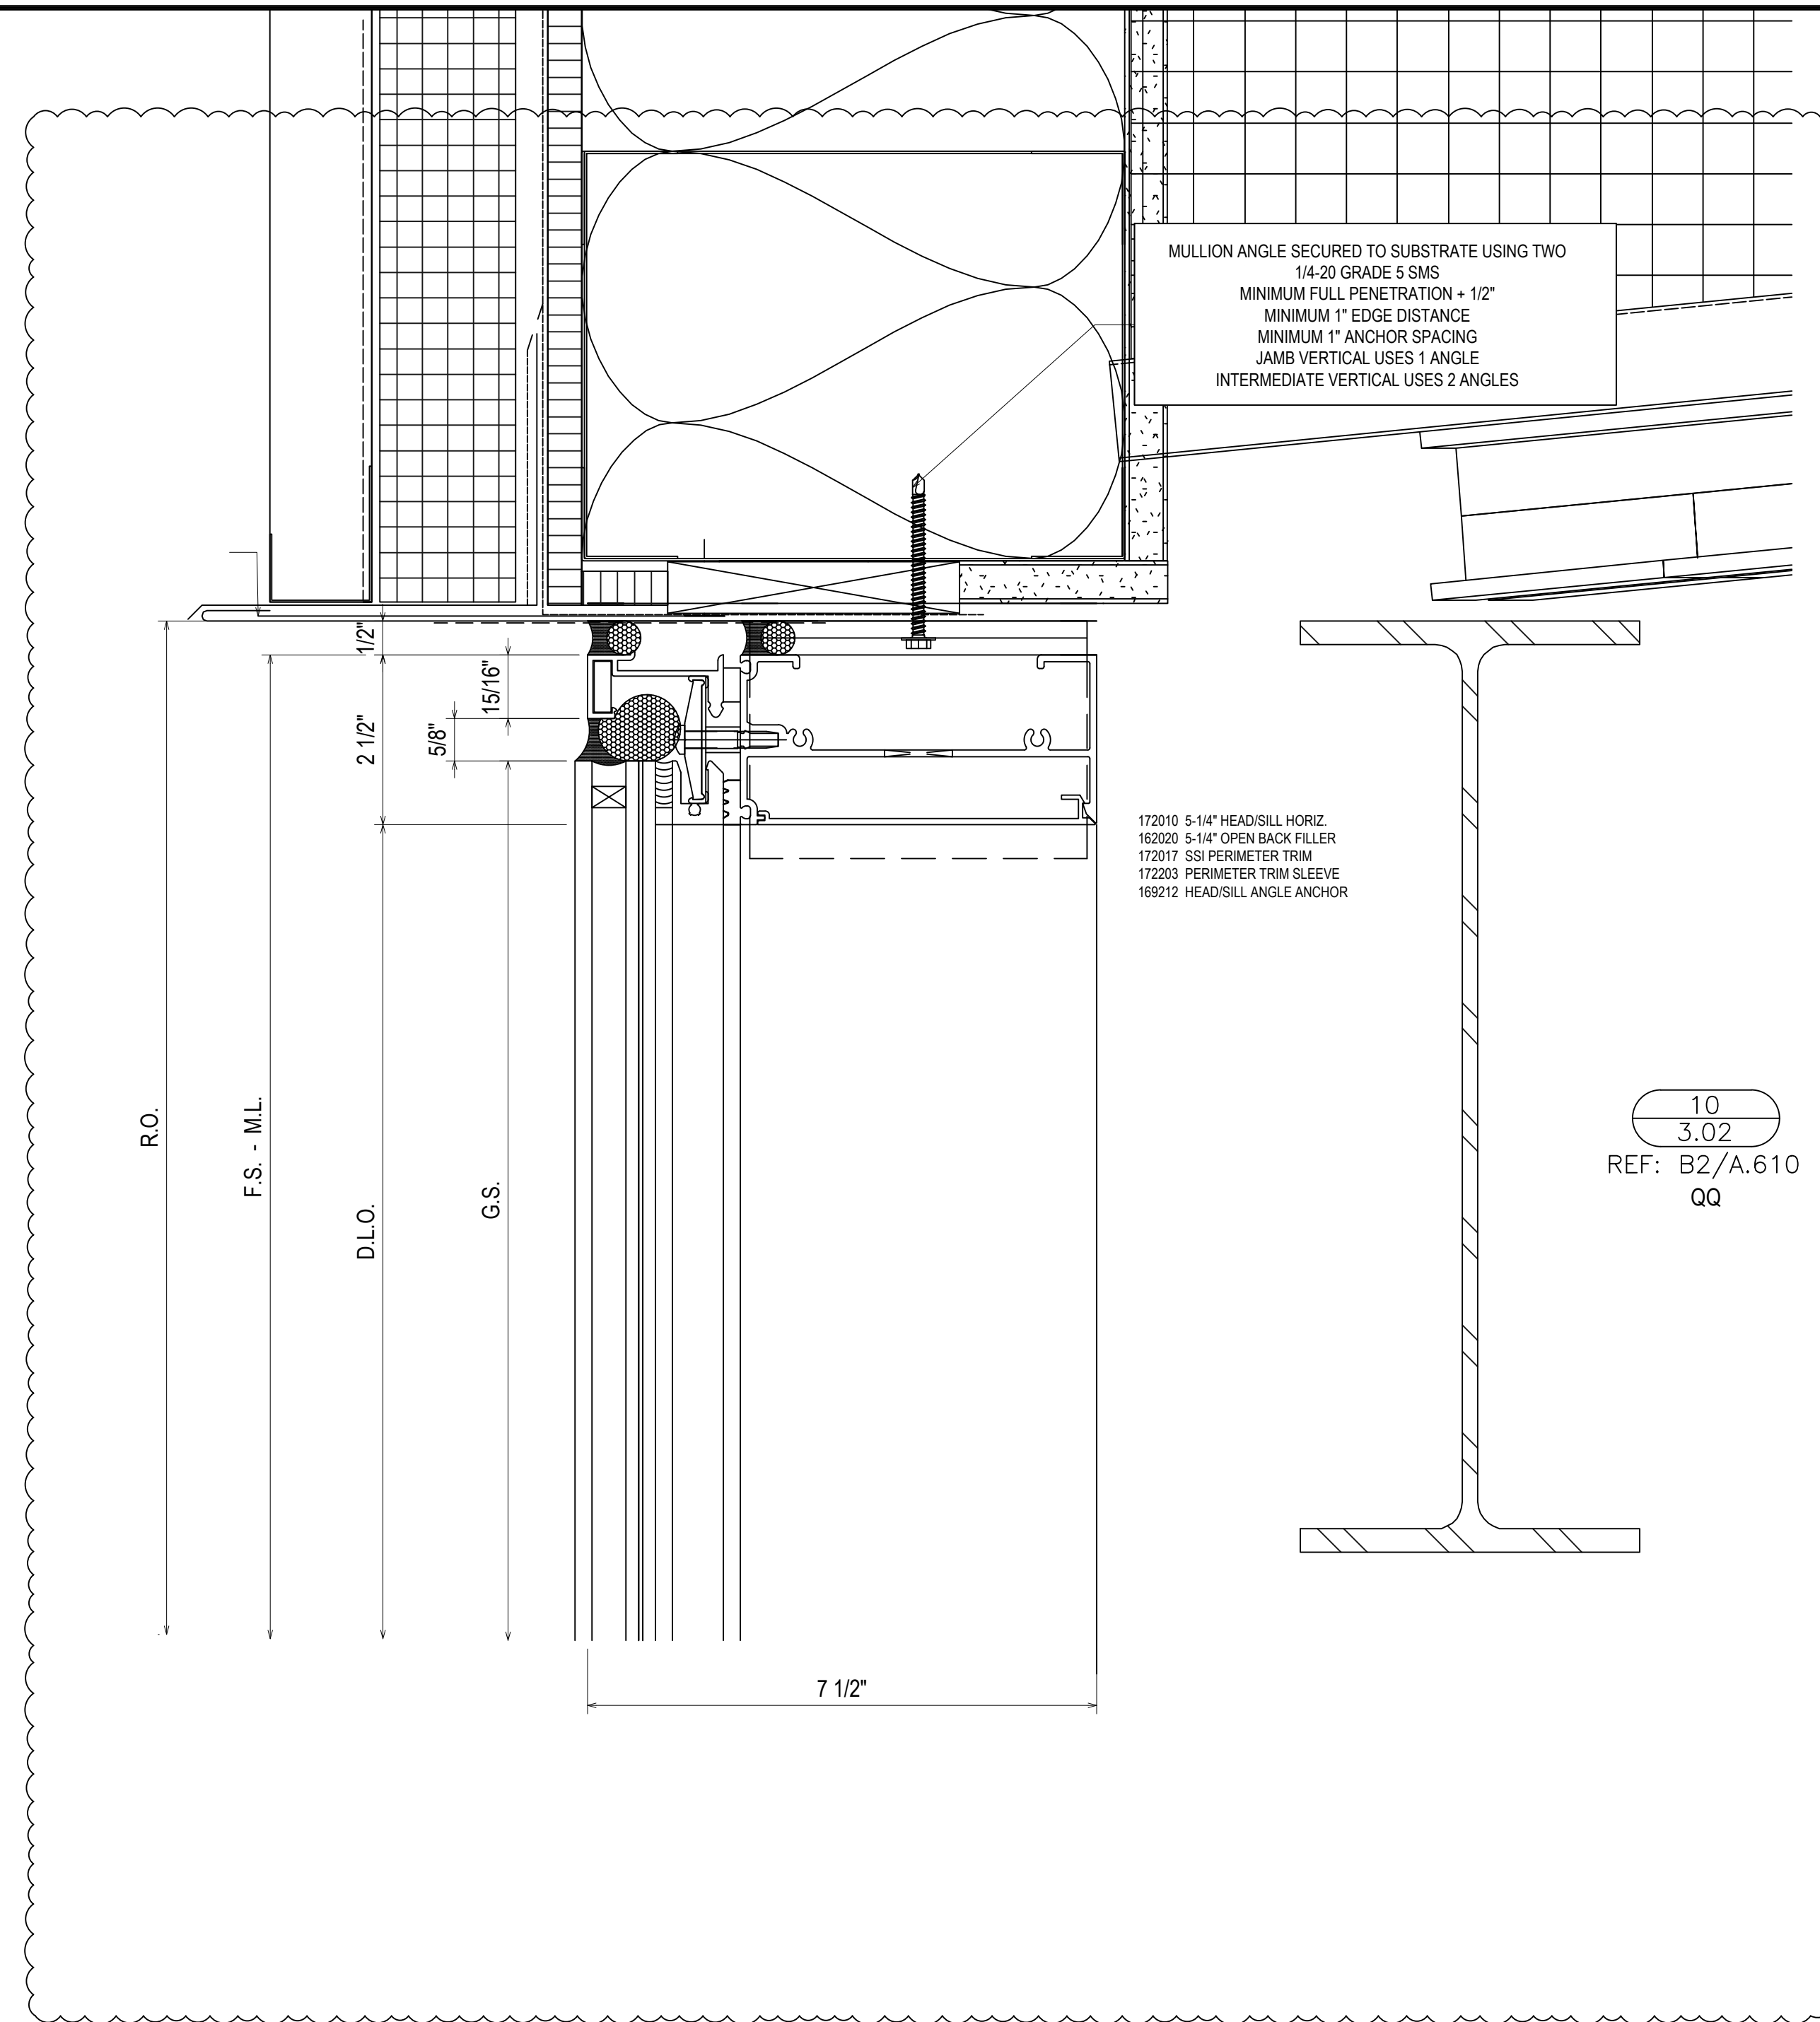 MULLION ANGLE SECURED TO SUBSTRATE USING TWO
1/4-20 GRADE 5 SMS
MINIMUM FULL PENETRATION + 1/2"
MINIMUM 1" EDGE DISTANCE
MINIMUM 1" ANCHOR SPACING
JAMB VERTICAL USES 1 ANGLE
INTERMEDIATE VERTICAL USES 2 ANGLES
1/2"
15/16"
2 1/2"
5/8"
172010 5-1/4" HEAD/SILL HORIZ.
162020 5-1/4" OPEN BACK FILLER
172017 SSI PERIMETER TRIM
172203 PERIMETER TRIM SLEEVE
169212 HEAD/SILL ANGLE ANCHOR
R.O.
F.S. - M.L.
D.L.O.
G.S.
10
3.02
REF: B2/A.610
QQ
7 1/2"